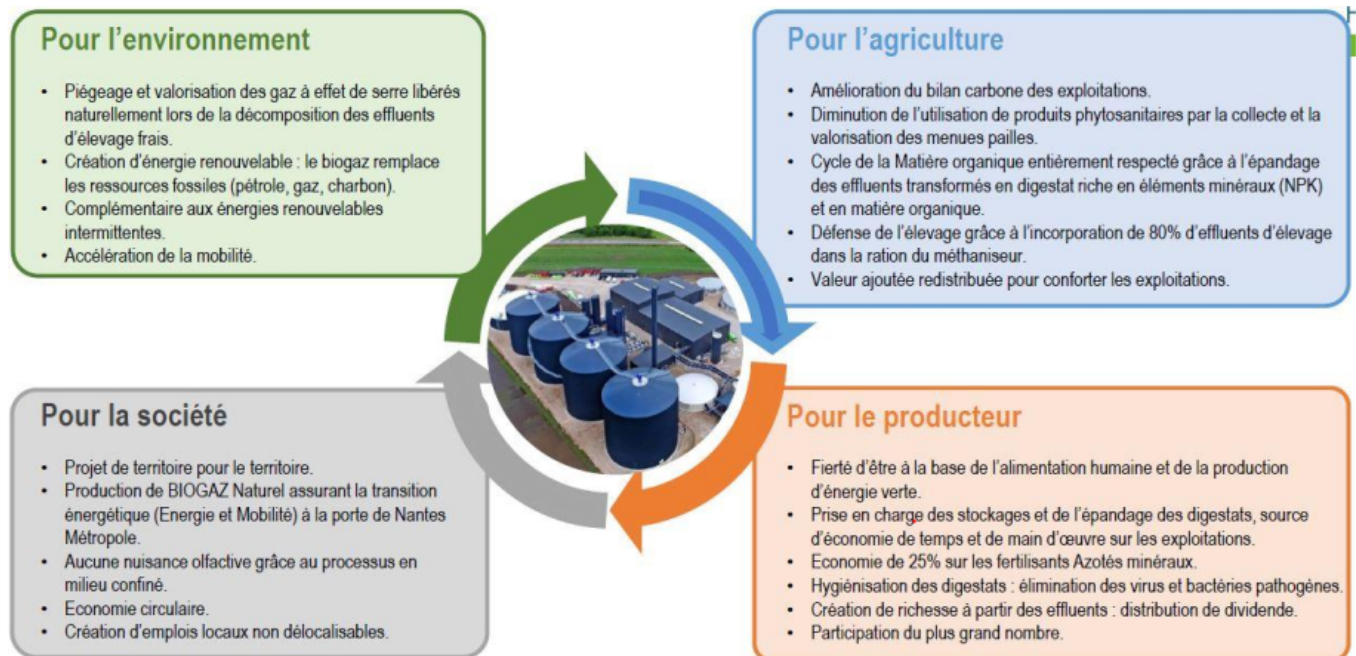 Pour l'environnement
• Piégeage et valorisation des gaz à effet de serre libérés
naturellement lors de la décomposition des effluents
d'élevage frais.
• Création d'énergie renouvelable : le biogaz remplace
les ressources fossiles (pétrole, gaz, charbon).
• Complémentaire aux énergies renouvelables
intermittentes.
• Accélération de la mobilité.
Pour l'agriculture
• Amélioration du bilan carbone des exploitations.
• Diminution de l'utilisation de produits phytosanitaires par la collecte et la
valorisation des menues pailles.
• Cycle de la Matière organique entièrement respecté grâce à l'épandage
des effluents transformés en digestat riche en éléments minéraux (NPK)
et en matière organique.
• Défense de l'élevage grâce à l'incorporation de 80% d'effluents d'élevage
dans la ration du méthaniseur.
• Valeur ajoutée redistribuée pour conforter les exploitations.
Pour la société
• Projet de territoire pour le territoire.
• Production de BIOGAZ Naturel assurant la transition
énergétique (Energie et Mobilité) à la porte de Nantes
Métropole.
• Aucune nuisance olfactive grâce au processus en
milieu confiné.
• Economie circulaire.
• Création d'emplois locaux non délocalisables.
Pour le producteur
• Fierté d'être à la base de l'alimentation humaine et de la production
d'énergie verte.
• Prise en charge des stockages et de l'épandage des digestats, source
d'économie de temps et de main d'œuvre sur les exploitations.
• Economie de 25% sur les fertilisants Azotés minéraux.
• Hygiénisation des digestats : élimination des virus et bactéries pathogènes.
• Création de richesse à partir des effluents : distribution de dividende.
• Participation du plus grand nombre.